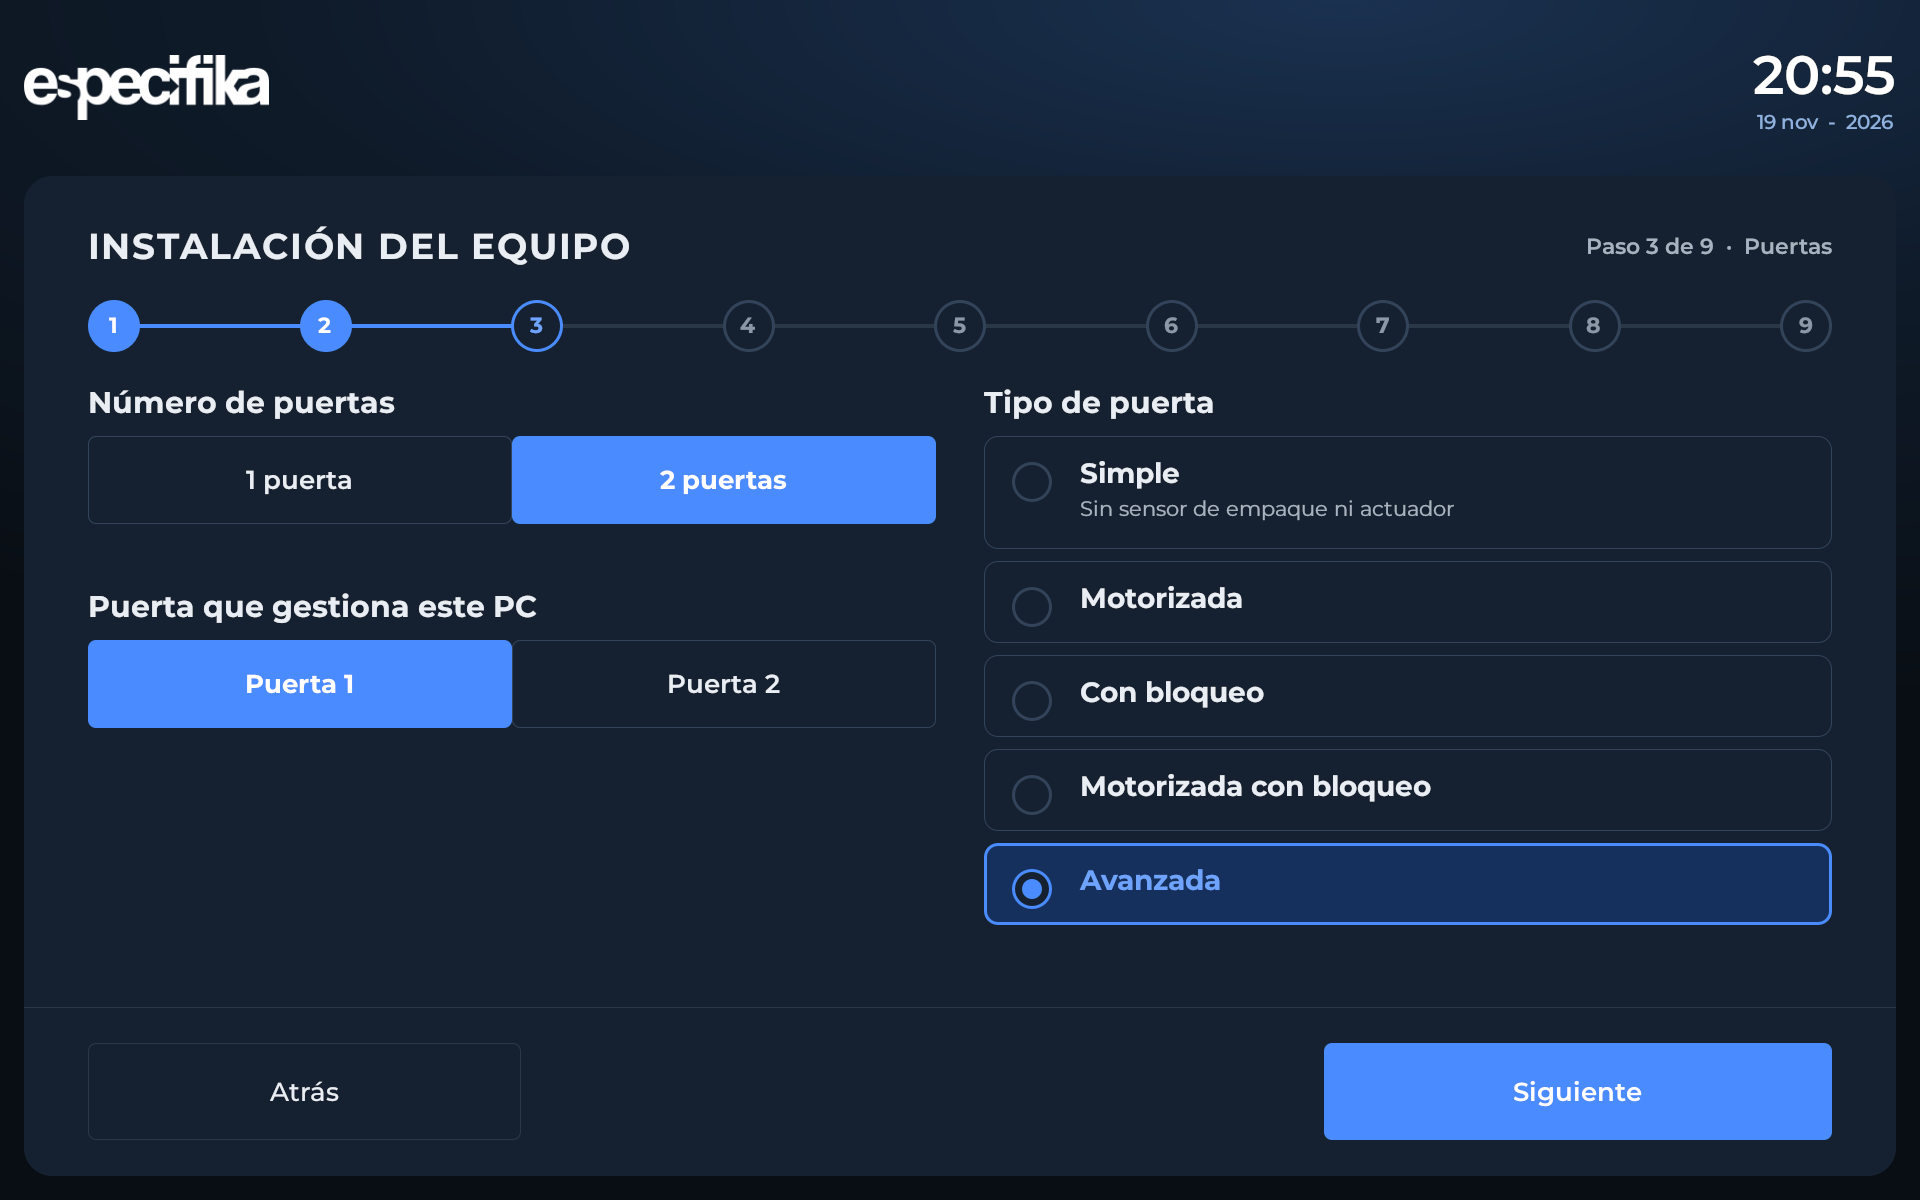 especifika
20:55
19 nov - 2026
INSTALACIÓN DEL EQUIPO
Paso 3 de 9 · Puertas
1 2 3 4 5 6 7 8 9
Número de puertas
1 puerta
2 puertas
Puerta que gestiona este PC
Puerta 1
Puerta 2
Tipo de puerta
Simple
Sin sensor de empaque ni actuador
Motorizada
Con bloqueo
Motorizada con bloqueo
Avanzada
Atrás
Siguiente